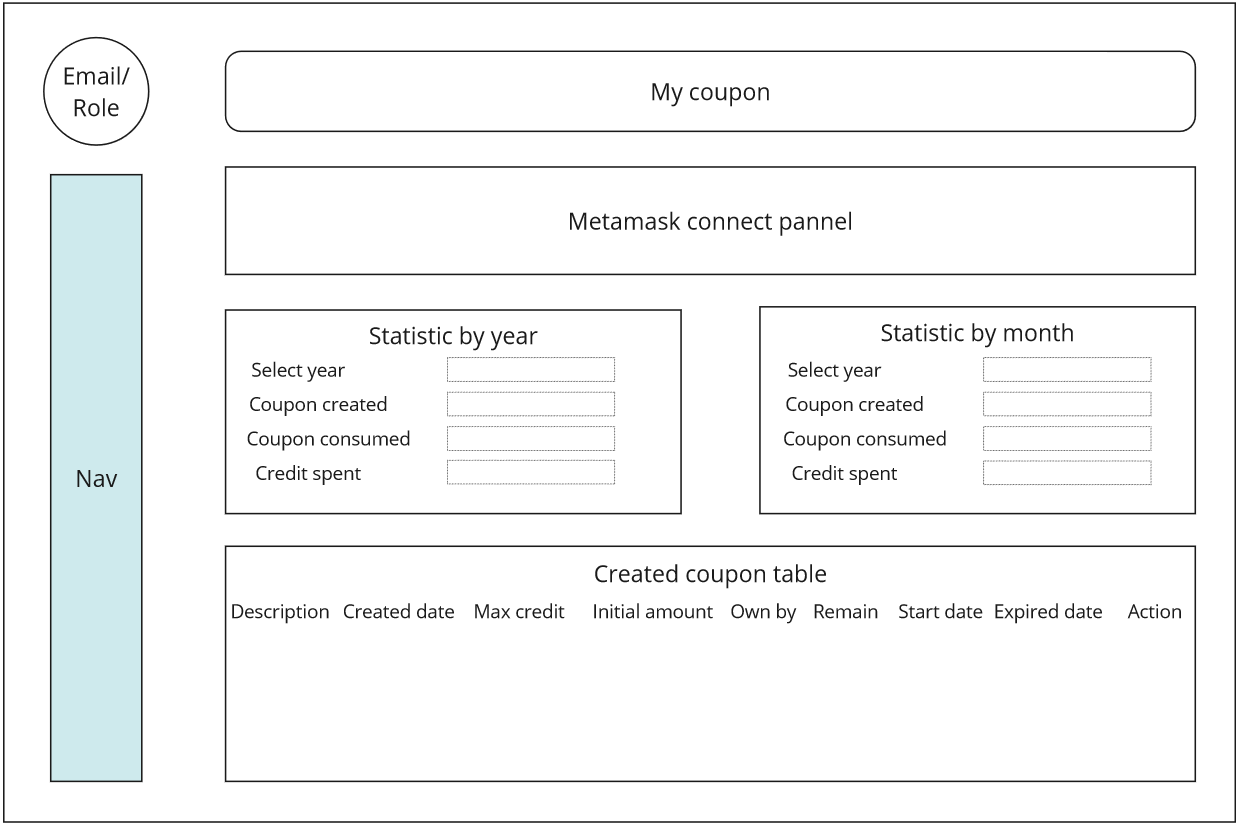 Email/
Role
My coupon
Metamask connect pannel
Nav
Statistic by year
Select year
Coupon created
Coupon consumed
Credit spent
Statistic by month
Select year
Coupon created
Coupon consumed
Credit spent
Created coupon table
Description Created date Max credit Initial amount Own by Remain Start date Expired date Action